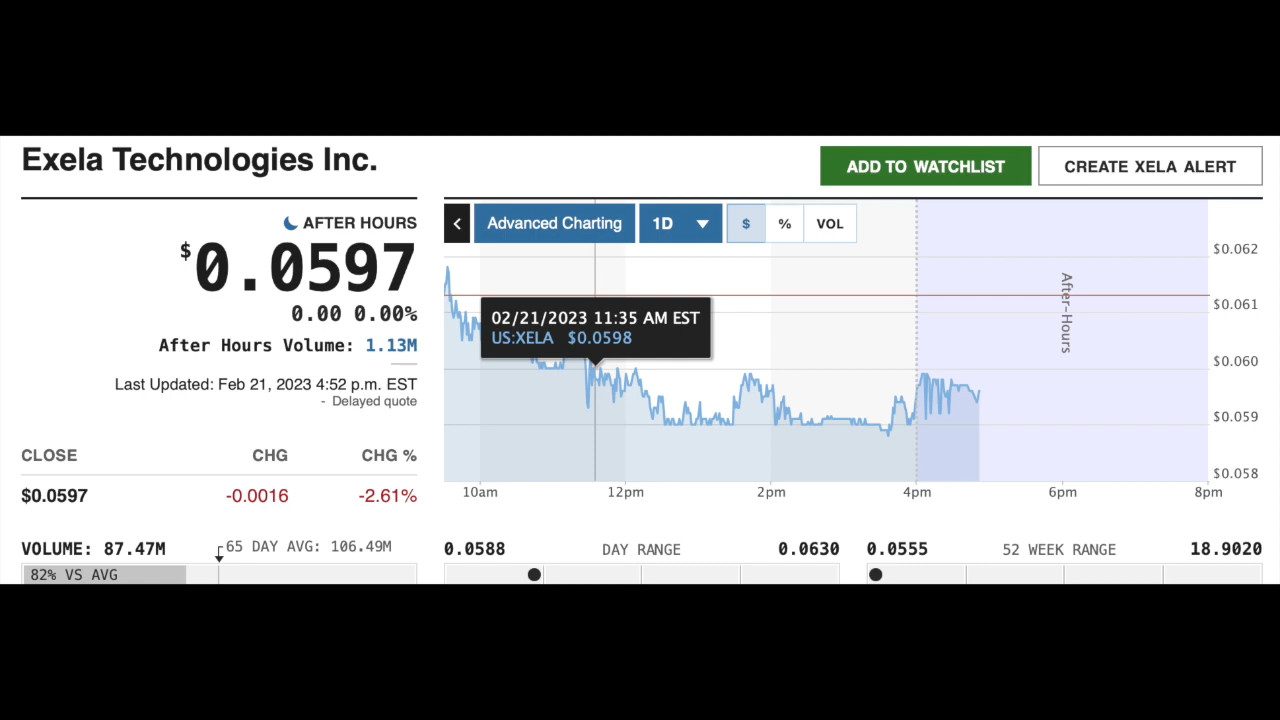 Exela Technologies Inc.
ADD TO WATCHLIST
CREATE XELA ALERT
AFTER HOURS
$0.0597
0.00 0.00%
After Hours Volume: 1.13M
Last Updated: Feb 21, 2023 4:52 p.m. EST
- Delayed quote
CLOSE CHG CHG %
$0.0597 -0.0016 -2.61%
VOLUME: 87.47M
65 DAY AVG: 106.49M
82% VS AVG
Advanced Charting 1D $ % VOL
02/21/2023 11:35 AM EST
US:XELA $0.0598
After-Hours
$0.062
$0.061
$0.060
$0.059
$0.058
10am 12pm 2pm 4pm 6pm 8pm
0.0588 DAY RANGE 0.0630
0.0555 52 WEEK RANGE 18.9020